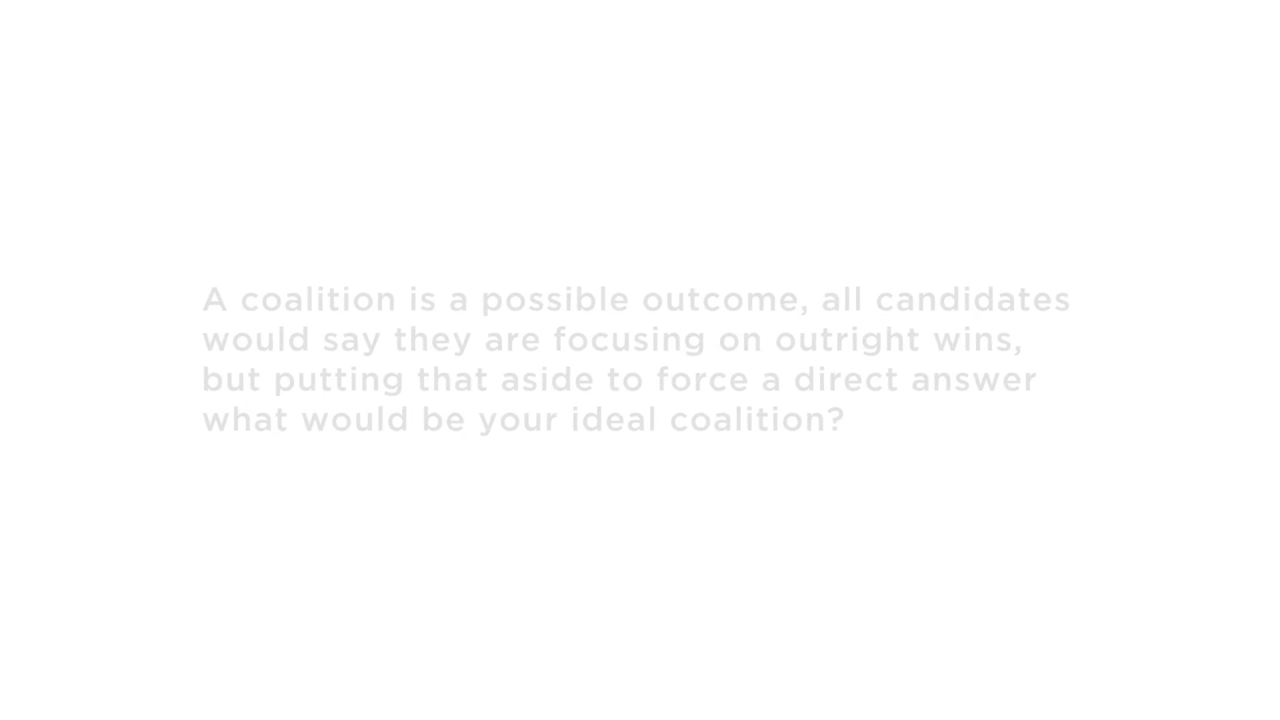 A coalition is a possible outcome, all candidates
would say they are focusing on outright wins,
but putting that aside to force a direct answer
what would be your ideal coalition?